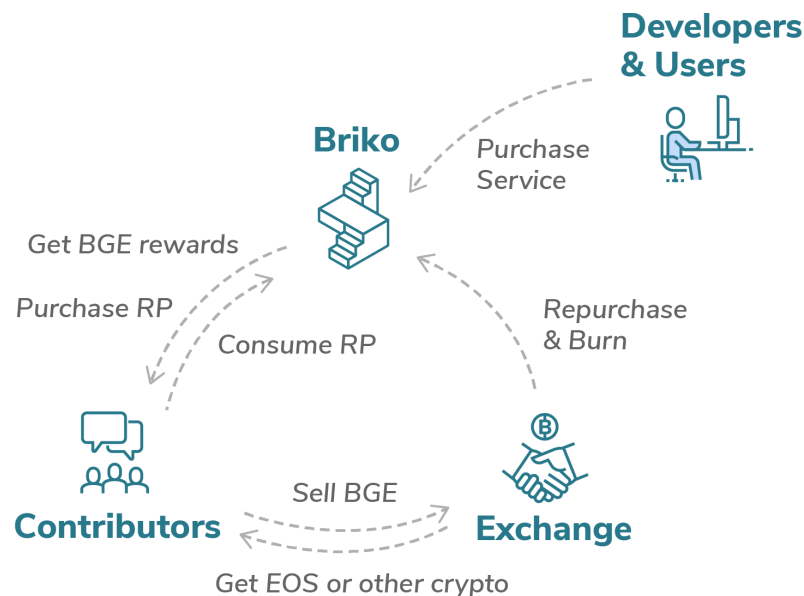 Developers
& Users
Briko
Purchase
Service
Get BGE rewards
Purchase RP
Consume RP
Repurchase
& Burn
Sell BGE
Contributors
Exchange
Get EOS or other crypto